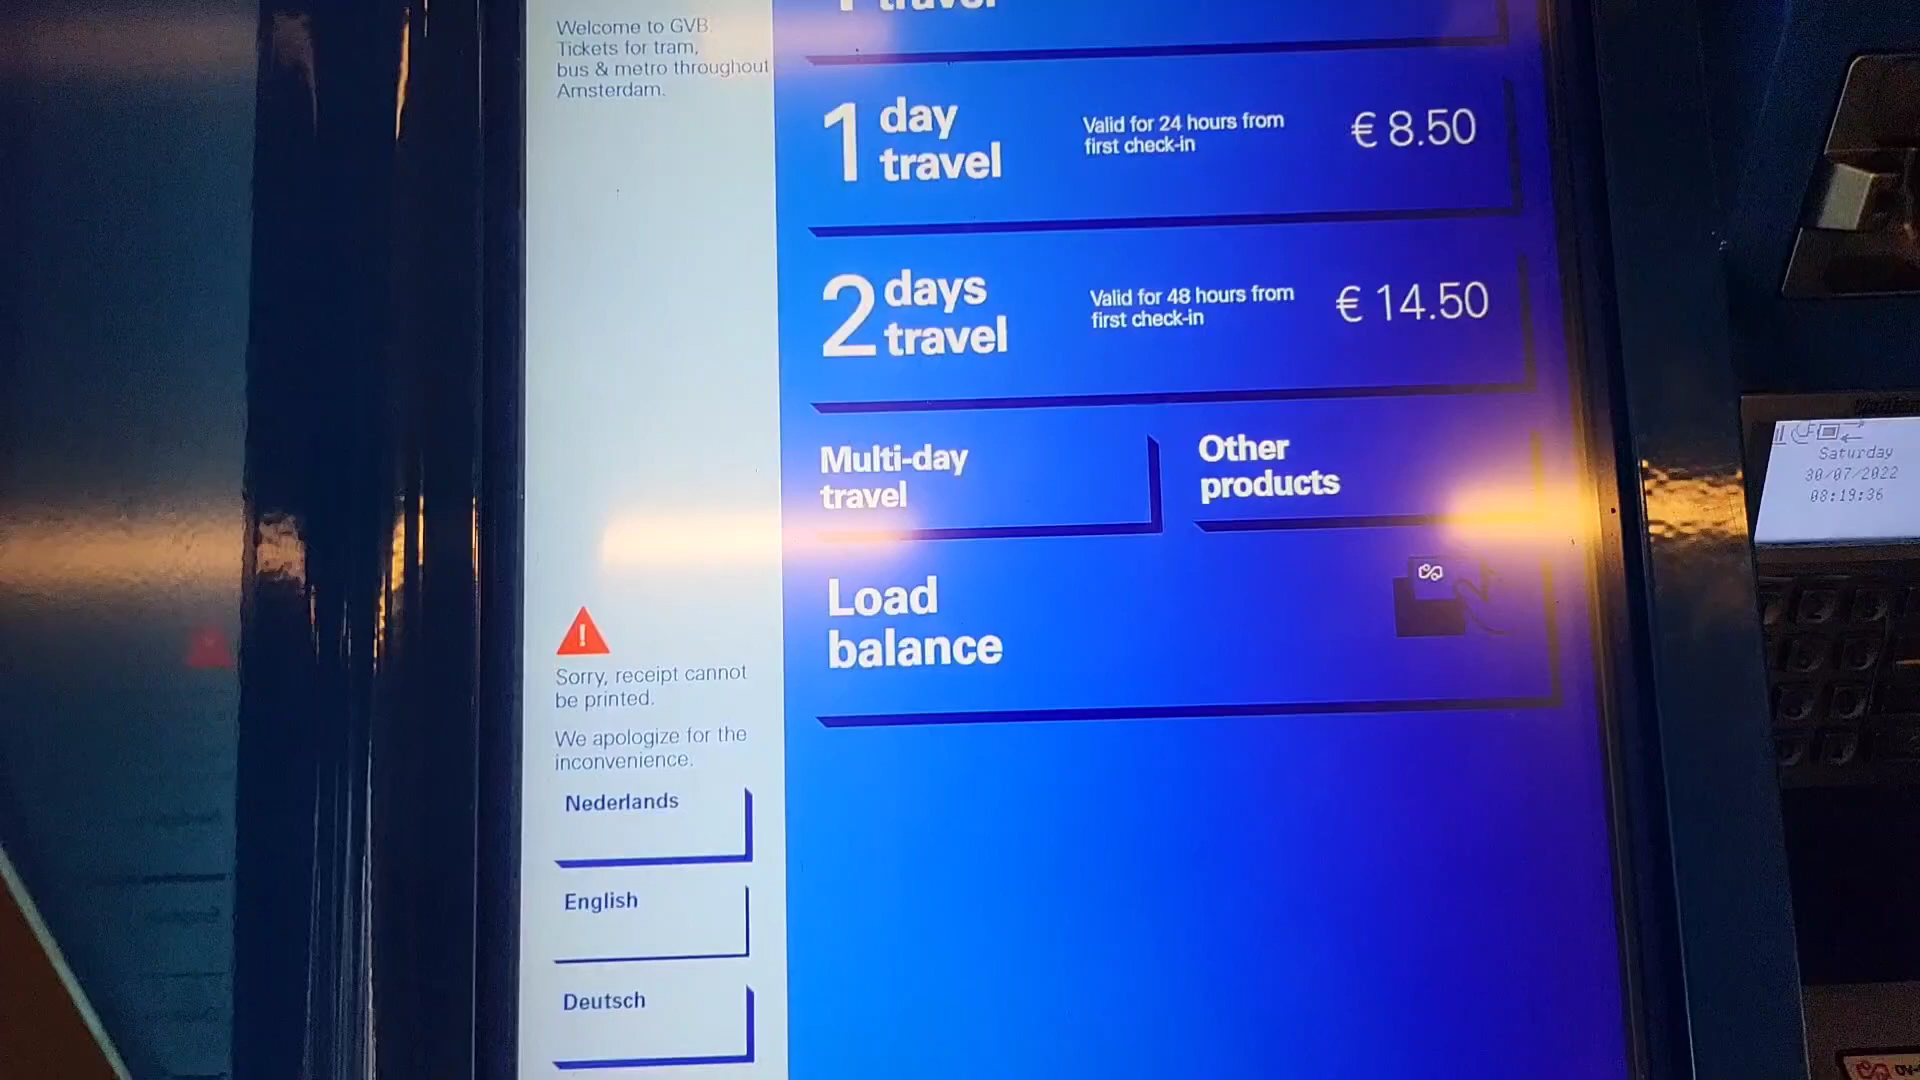 Welcome to GVB.
Tickets for tram,
bus & metro throughout
Amsterdam.
1 travel
1 day
travel
Valid for 24 hours from
first check-in
€ 8.50
2 days
travel
Valid for 48 hours from
first check-in
€ 14.50
Multi-day
travel
Other
products
Load
balance
Sorry, receipt cannot
be printed.
We apologize for the
inconvenience.
Nederlands
English
Deutsch
Saturday
30/07/2022
08:19:36